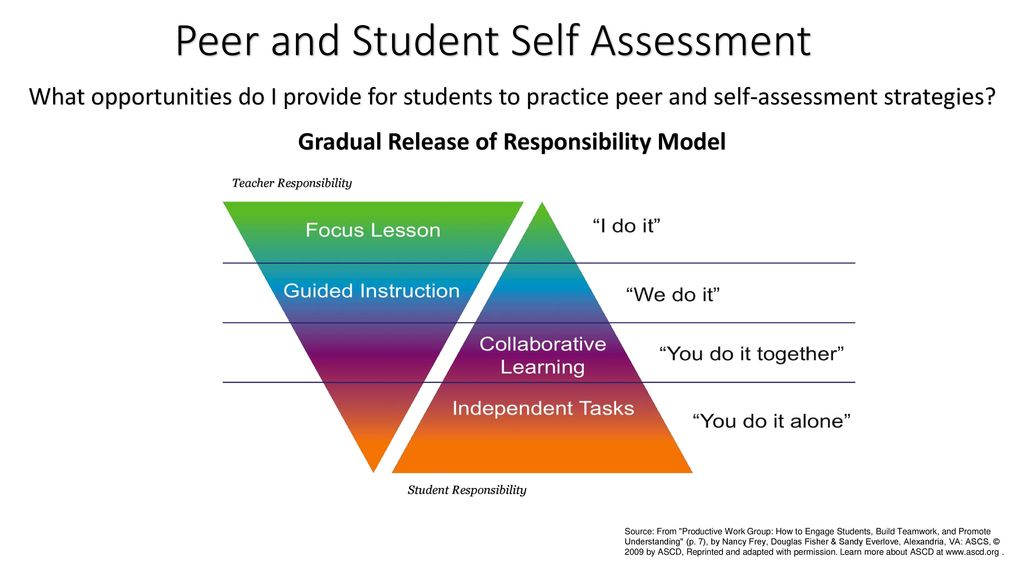 Peer and Student Self Assessment
What opportunities do I provide for students to practice peer and self-assessment strategies?
Gradual Release of Responsibility Model
Teacher Responsibility
Focus Lesson
“I do it”
Guided Instruction
“We do it”
Collaborative
Learning
“You do it together”
Independent Tasks
“You do it alone”
Student Responsibility
Source: From "Productive Work Group: How to Engage Students, Build Teamwork, and Promote
Understanding" (p. 7), by Nancy Frey, Douglas Fisher & Sandy Everlove, Alexandria, VA: ASCS, ©
2009 by ASCD, Reprinted and adapted with permission. Learn more about ASCD at www.ascd.org .